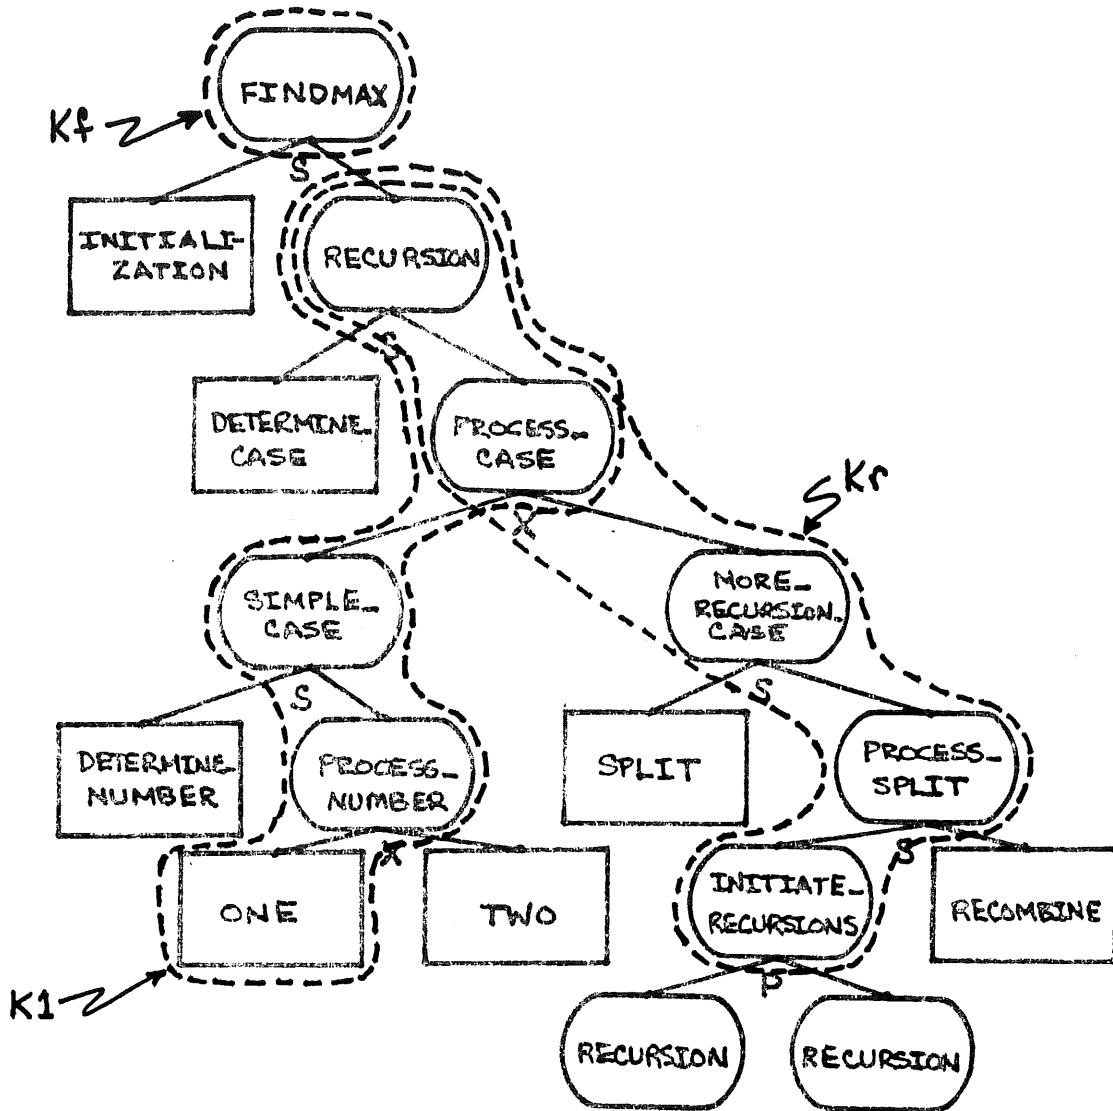 FINDMAX
Kf
S
INITIALI-
ZATION
RECURSION
S
DETERMINE_
CASE
PROCESS_
CASE
Kr
X
SIMPLE_
CASE
MORE_
RECURSION_
CASE
S
S
DETERMINE_
NUMBER
PROCESS_
NUMBER
SPLIT
PROCESS_
SPLIT
X
S
ONE
TWO
INITIATE_
RECURSIONS
RECOMBINE
P
K1
RECURSION
RECURSION